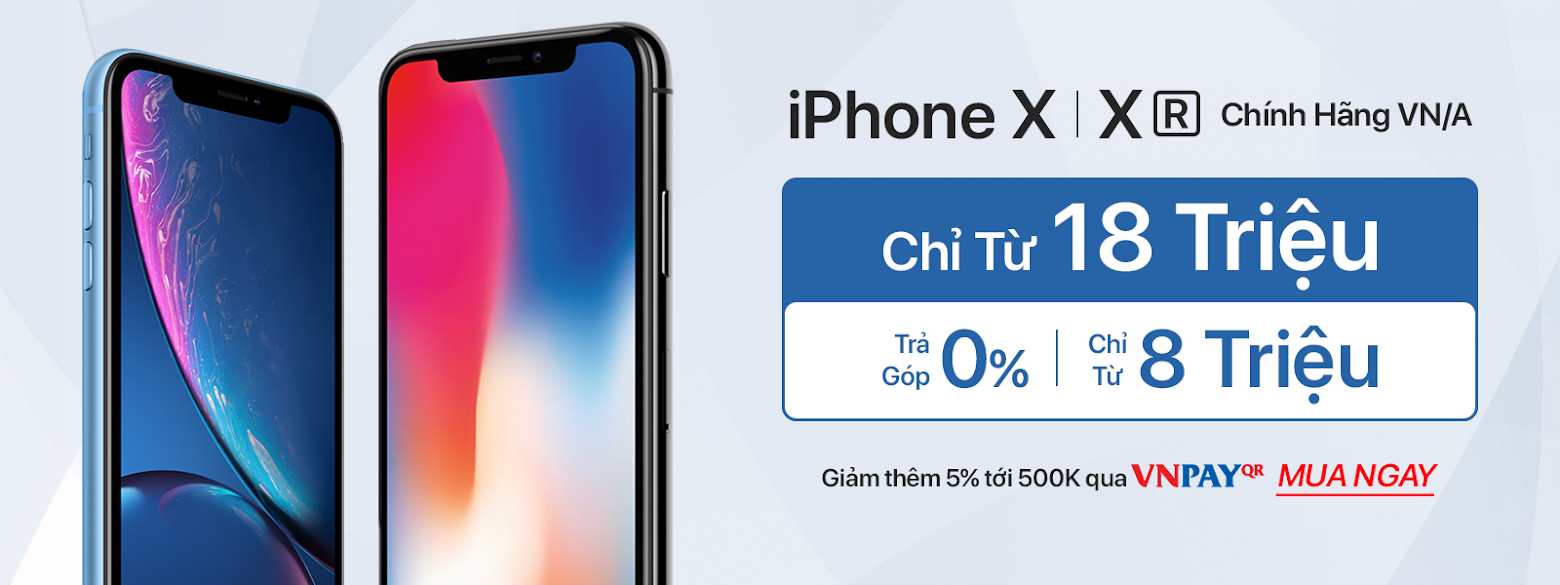 iPhone X | XR Chính Hãng VN/A
Chỉ Từ 18 Triệu
Trả Góp 0% | Chỉ Từ 8 Triệu
Giảm thêm 5% tới 500K qua VNPAYQR MUA NGAY